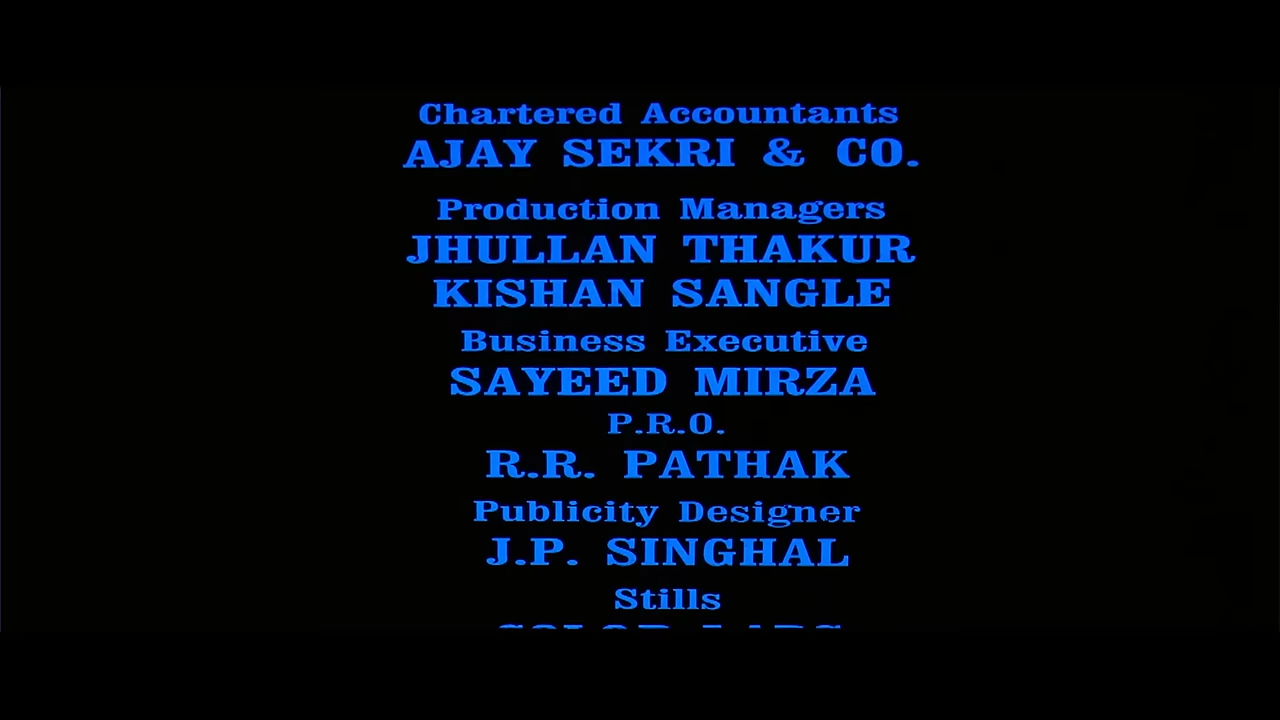 Chartered Accountants
AJAY SEKRI & CO.
Production Managers
JHULLAN THAKUR
KISHAN SANGLE
Business Executive
SAYEED MIRZA
P.R.O.
R.R. PATHAK
Publicity Designer
J.P. SINGHAL
Stills